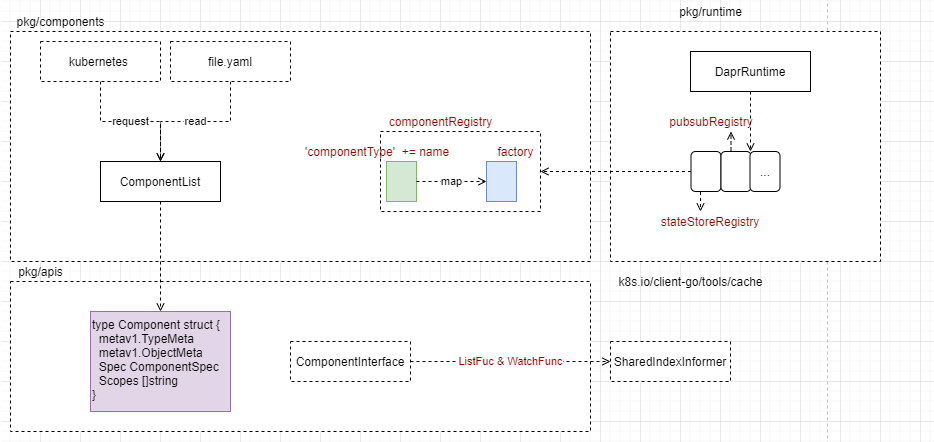 pkg/components
pkg/runtime
kubernetes
file.yaml
DaprRuntime
request
read
componentRegistry
pubsubRegistry
'componentType' += name
factory
ComponentList
map
...
stateStoreRegistry
pkg/apis
k8s.io/client-go/tools/cache
type Component struct {
metav1.TypeMeta
metav1.ObjectMeta
Spec ComponentSpec
Scopes []string
}
ComponentInterface
ListFuc & WatchFunc
SharedIndexInformer